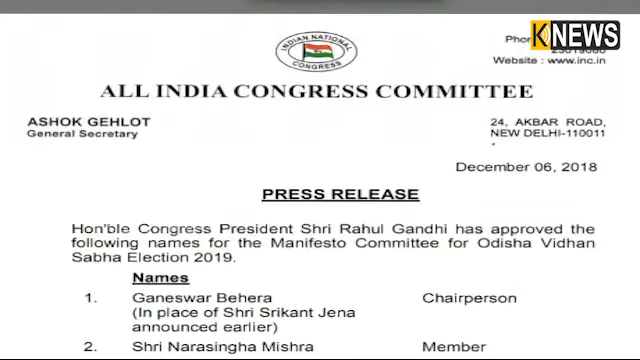 K NEWS
Pho
Website : www.inc.in
INDIAN NATIONAL
CONGRESS
ALL INDIA CONGRESS COMMITTEE
ASHOK GEHLOT
General Secretary
24, AKBAR ROAD,
NEW DELHI-110011
December 06, 2018
PRESS RELEASE
Hon'ble Congress President Shri Rahul Gandhi has approved the
following names for the Manifesto Committee for Odisha Vidhan
Sabha Election 2019.
Names
1. Ganeswar Behera Chairperson
(In place of Shri Srikant Jena
announced earlier)
2. Shri Narasingha Mishra Member